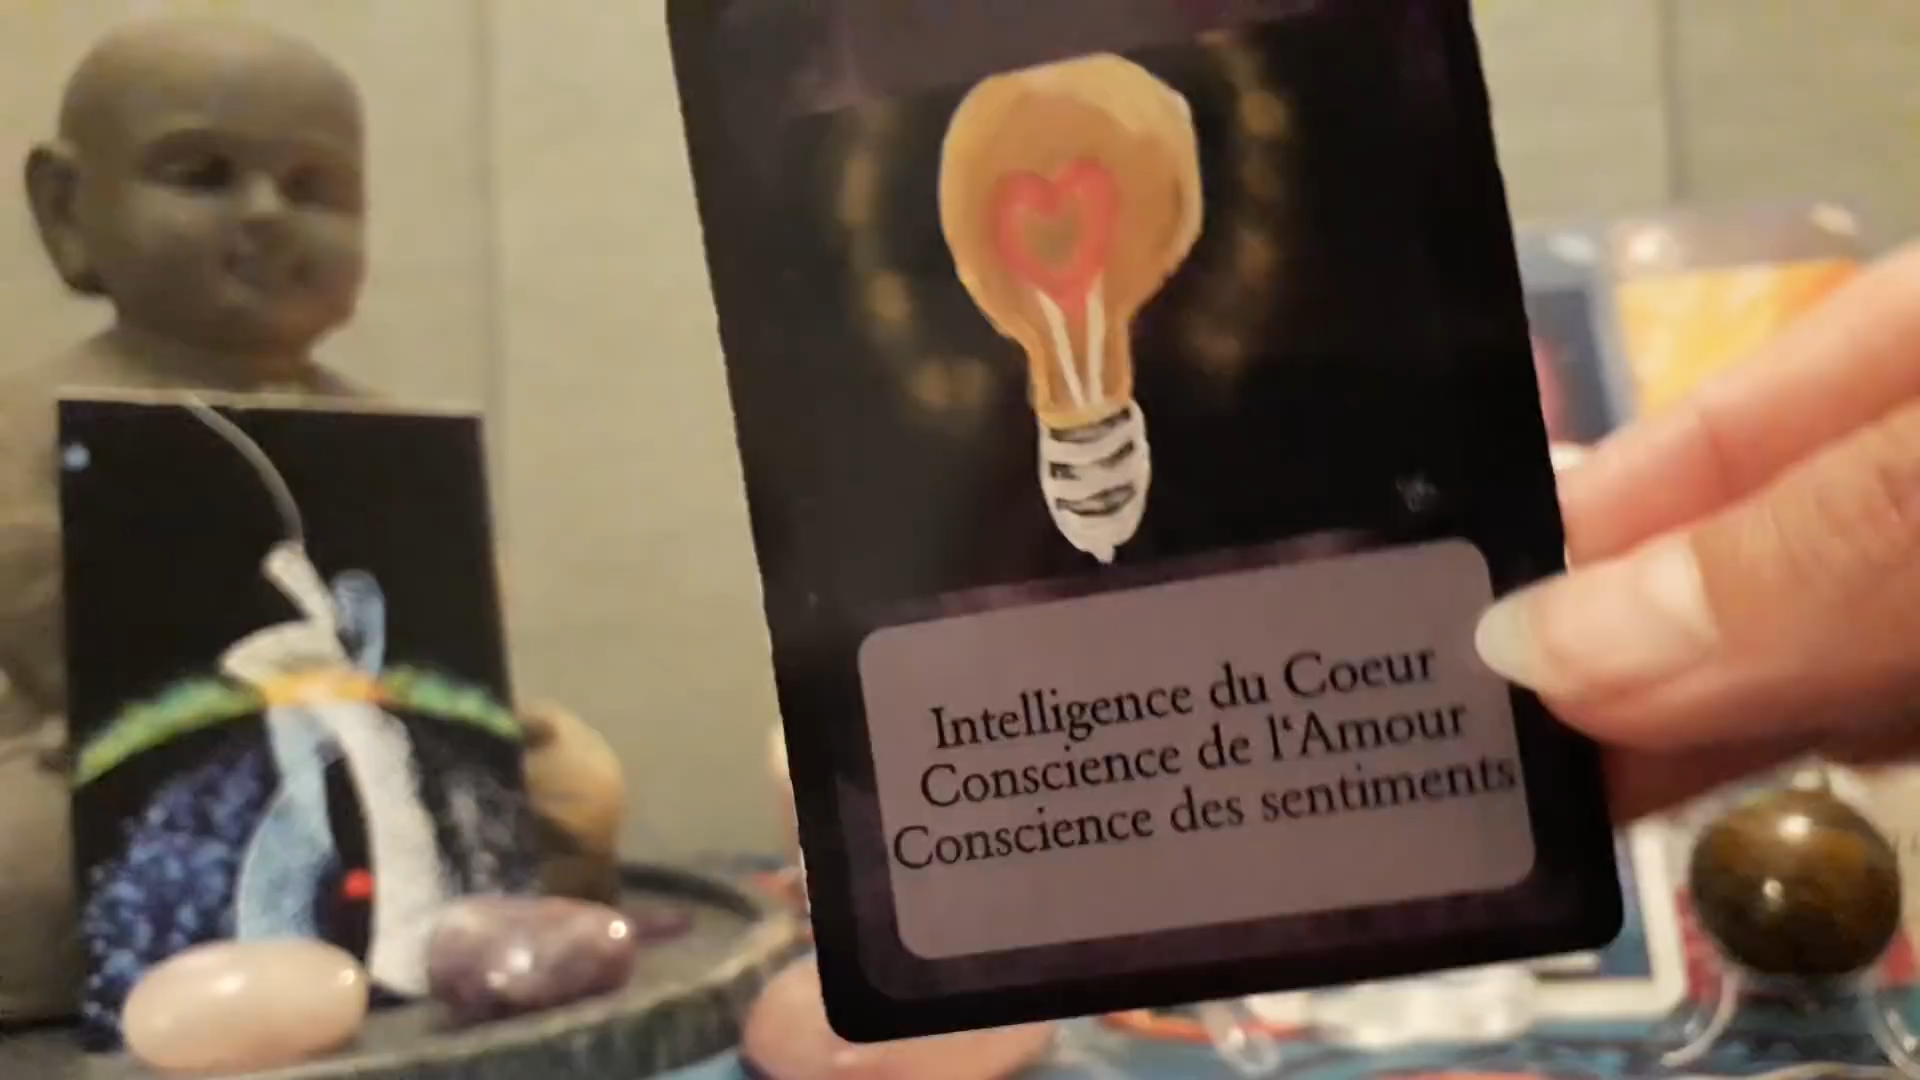 Intelligence du Coeur
Conscience de l‘Amour
Conscience des sentiments